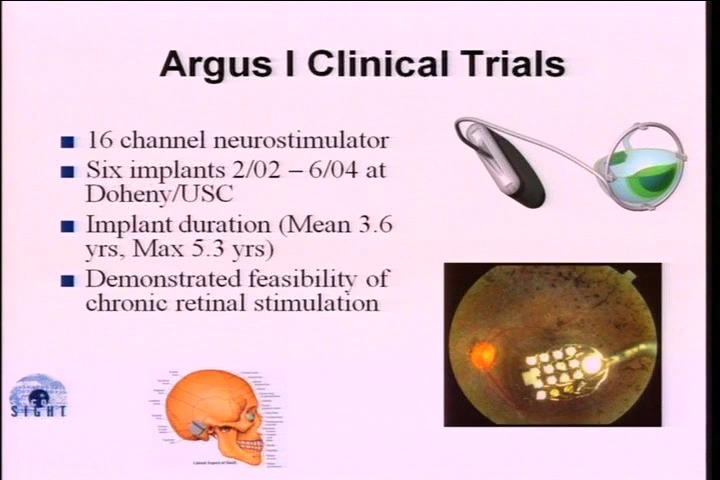 Argus I Clinical Trials
16 channel neurostimulator
Six implants 2/02 – 6/04 at
Doheny/USC
Implant duration (Mean 3.6
yrs, Max 5.3 yrs)
Demonstrated feasibility of
chronic retinal stimulation
SIGHT